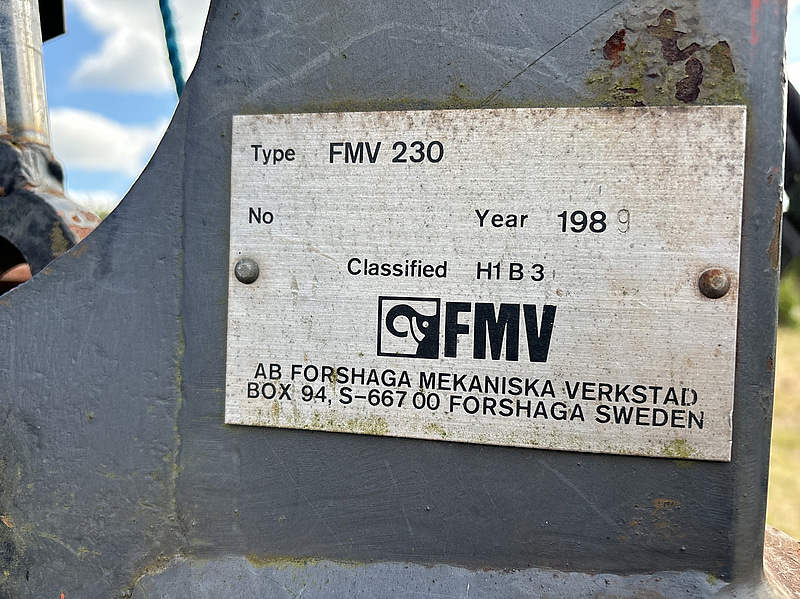 Type FMV 230
No Year 1989
Classified H1 B 3
FMV
AB FORSHAGA MEKANISKA VERKSTAD
BOX 94, S-667 00 FORSHAGA SWEDEN